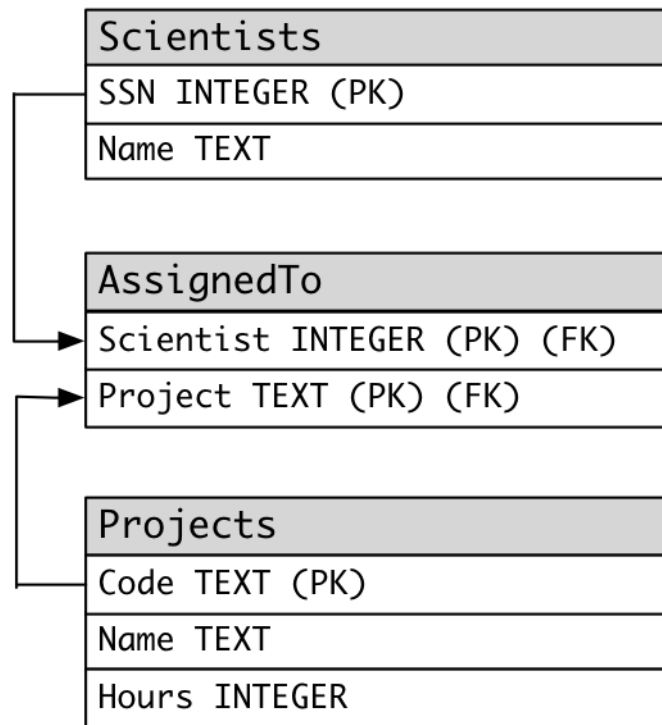 Scientists
SSN INTEGER (PK)
Name TEXT
AssignedTo
Scientist INTEGER (PK) (FK)
Project TEXT (PK) (FK)
Projects
Code TEXT (PK)
Name TEXT
Hours INTEGER